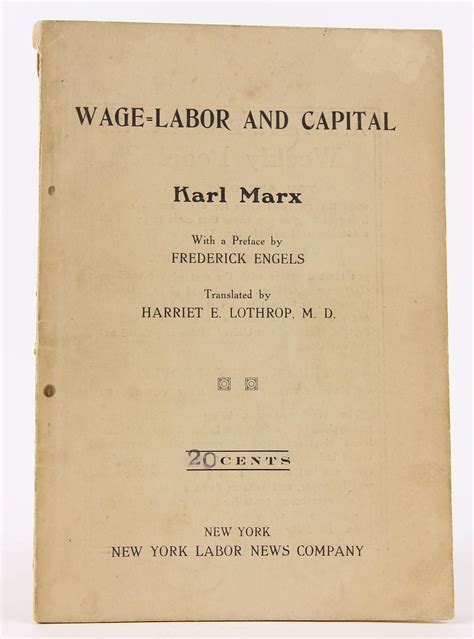 WAGE=LABOR AND CAPITAL
Karl Marx
With a Preface by
FREDERICK ENGELS
Translated by
HARRIET E. LOTHROP, M. D.
20 CENTS
NEW YORK
NEW YORK LABOR NEWS COMPANY